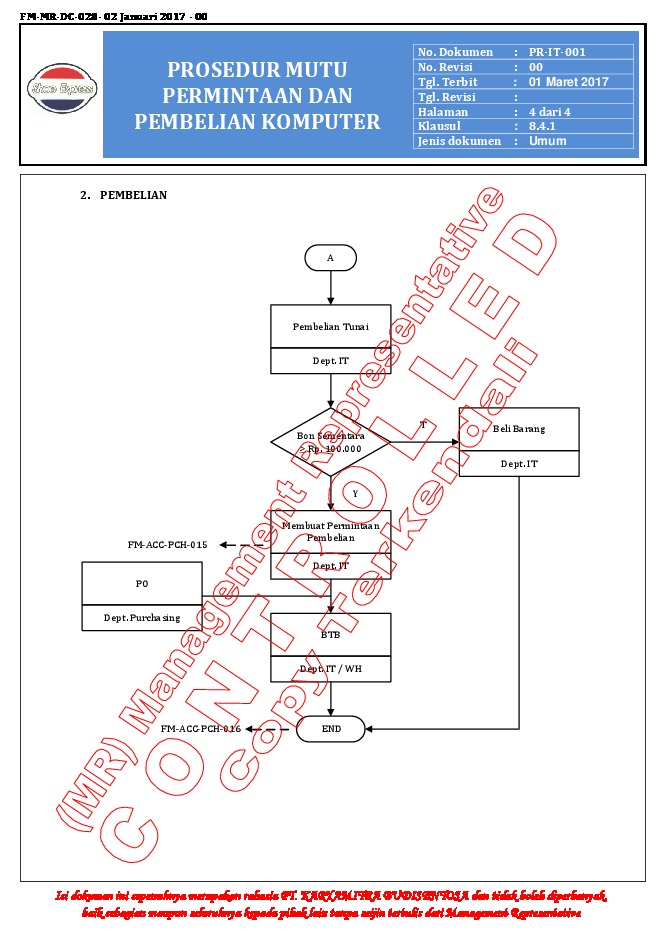 FM-MR-DC-028- 02 Januari 2017 - 00
Shoe Express
PROSEDUR MUTU
PERMINTAAN DAN
PEMBELIAN KOMPUTER
No. Dokumen : PR-IT-001
No. Revisi : 00
Tgl. Terbit : 01 Maret 2017
Tgl. Revisi :
Halaman : 4 dari 4
Klausul : 8.4.1
Jenis dokumen : Umum
2. PEMBELIAN
A
Pembelian Tunai
Dept. IT
Bon Sementara
> Rp. 300.000
T
Beli Barang
Dept. IT
Y
Membuat Permintaan
Pembelian
Dept. IT
FM-ACC-PCH-015
PO
Dept. Purchasing
BTB
Dept. IT / WH
FM-ACC-PCH-016
END
(MR) Management Representative
CONTROLLED
Copy Terkendali
Isi dokumen ini sepenuhnya merupakan rahasia PT. KARYAMITRA BUDISENTOSA dan tidak boleh diperbanyak,
baik sebagian maupun seluruhnya kepada pihak lain tanpa seijin tertulis dari Management Representative